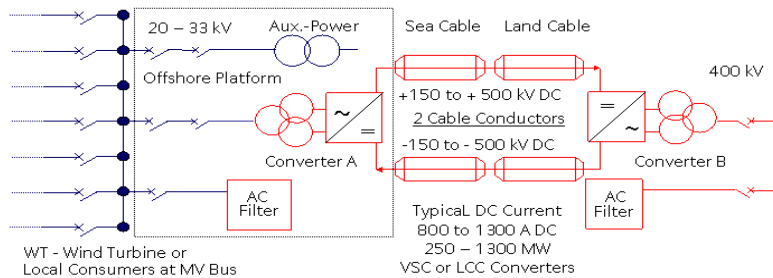 20 – 33 kV
Aux.-Power
Sea Cable
Land Cable
Offshore Platform
400 kV
+150 to + 500 kV DC
2 Cable Conductors
-150 to - 500 kV DC
~
=
=
~
Converter A
Converter B
AC
Filter
AC
Filter
TypicaL DC Current
800 to 1300 A DC
250 – 1300 MW
VSC or LCC Converters
WT - Wind Turbine or
Local Consumers at MV Bus